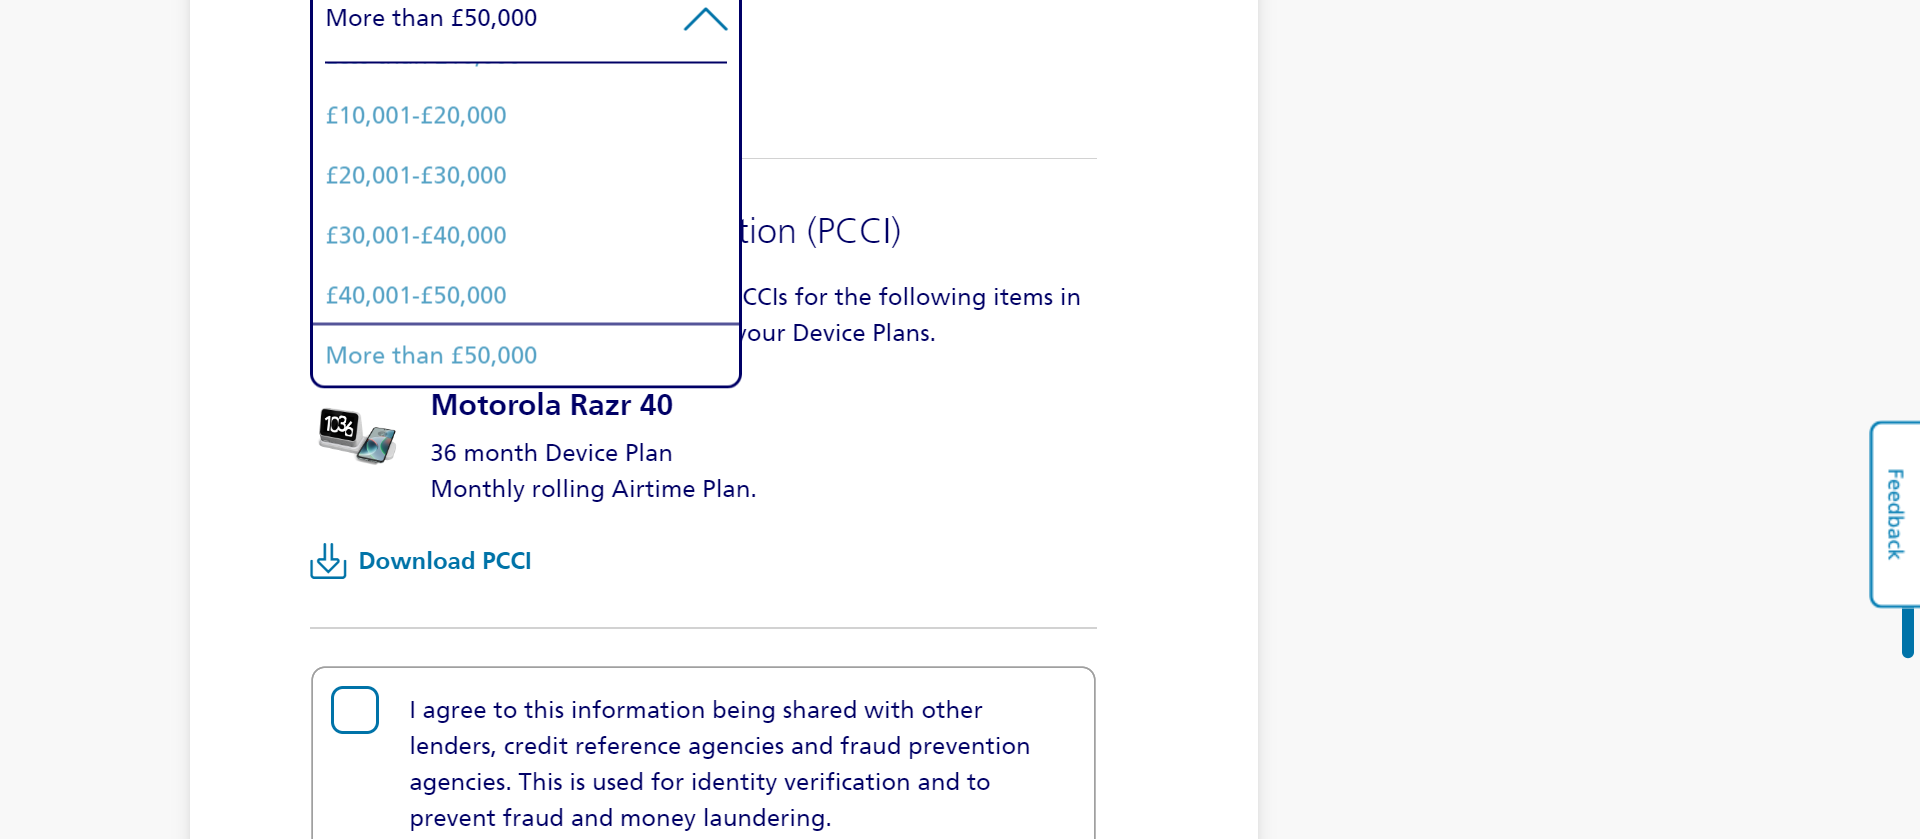 More than £50,000
£10,001-£20,000
£20,001-£30,000
£30,001-£40,000
£40,001-£50,000
More than £50,000
tion (PCCI)
CCIs for the following items in
your Device Plans.
Motorola Razr 40
36 month Device Plan
Monthly rolling Airtime Plan.
Download PCCI
I agree to this information being shared with other
lenders, credit reference agencies and fraud prevention
agencies. This is used for identity verification and to
prevent fraud and money laundering.
Feedback